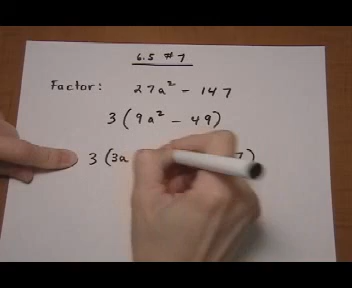 6.5 #7
Factor: 27a² - 147
3 (9a² - 49)
3 (3a 7)